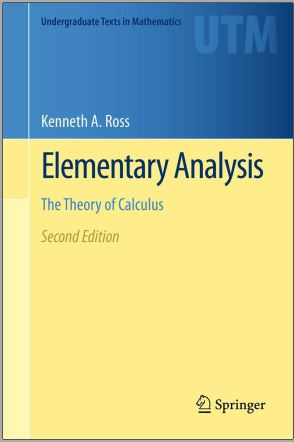 Undergraduate Texts in Mathematics
UTM
Kenneth A. Ross
Elementary Analysis
The Theory of Calculus
Second Edition
Springer